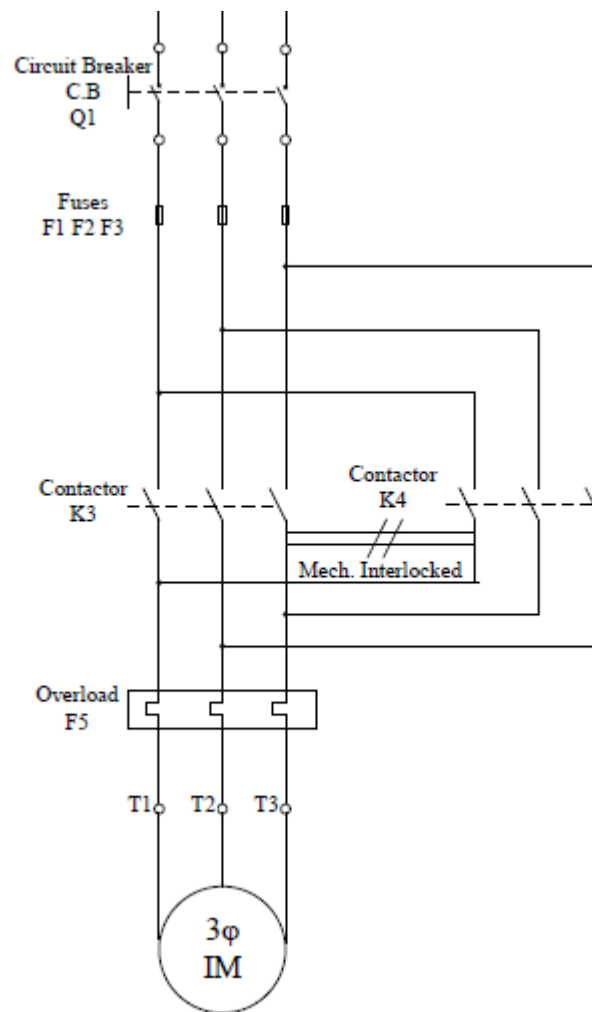 Circuit Breaker
C.B
Q1
Fuses
F1 F2 F3
Contactor
K3
Contactor
K4
Mech. Interlocked
Overload
F5
T1 T2 T3
3φ
IM